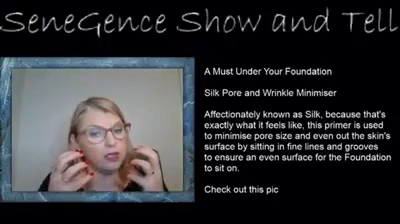 SeneGence Show and Tell
A Must Under Your Foundation
Silk Pore and Wrinkle Minimiser
Affectionately known as Silk, because that's
exactly what it feels like, this primer is used
to minimise pore size and even out the skin's
surface by sitting in fine lines and grooves
to ensure an even surface for the Foundation
to sit on.
Check out this pic